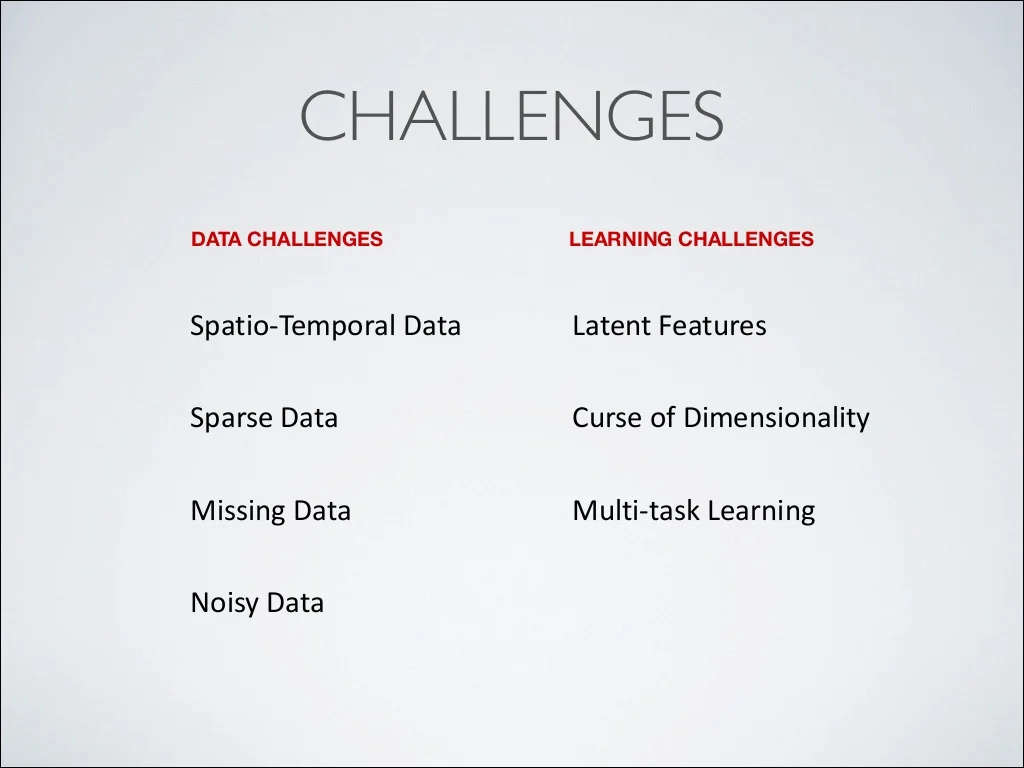 CHALLENGES
DATA CHALLENGES
Spatio-Temporal Data
Sparse Data
Missing Data
Noisy Data
LEARNING CHALLENGES
Latent Features
Curse of Dimensionality
Multi-task Learning